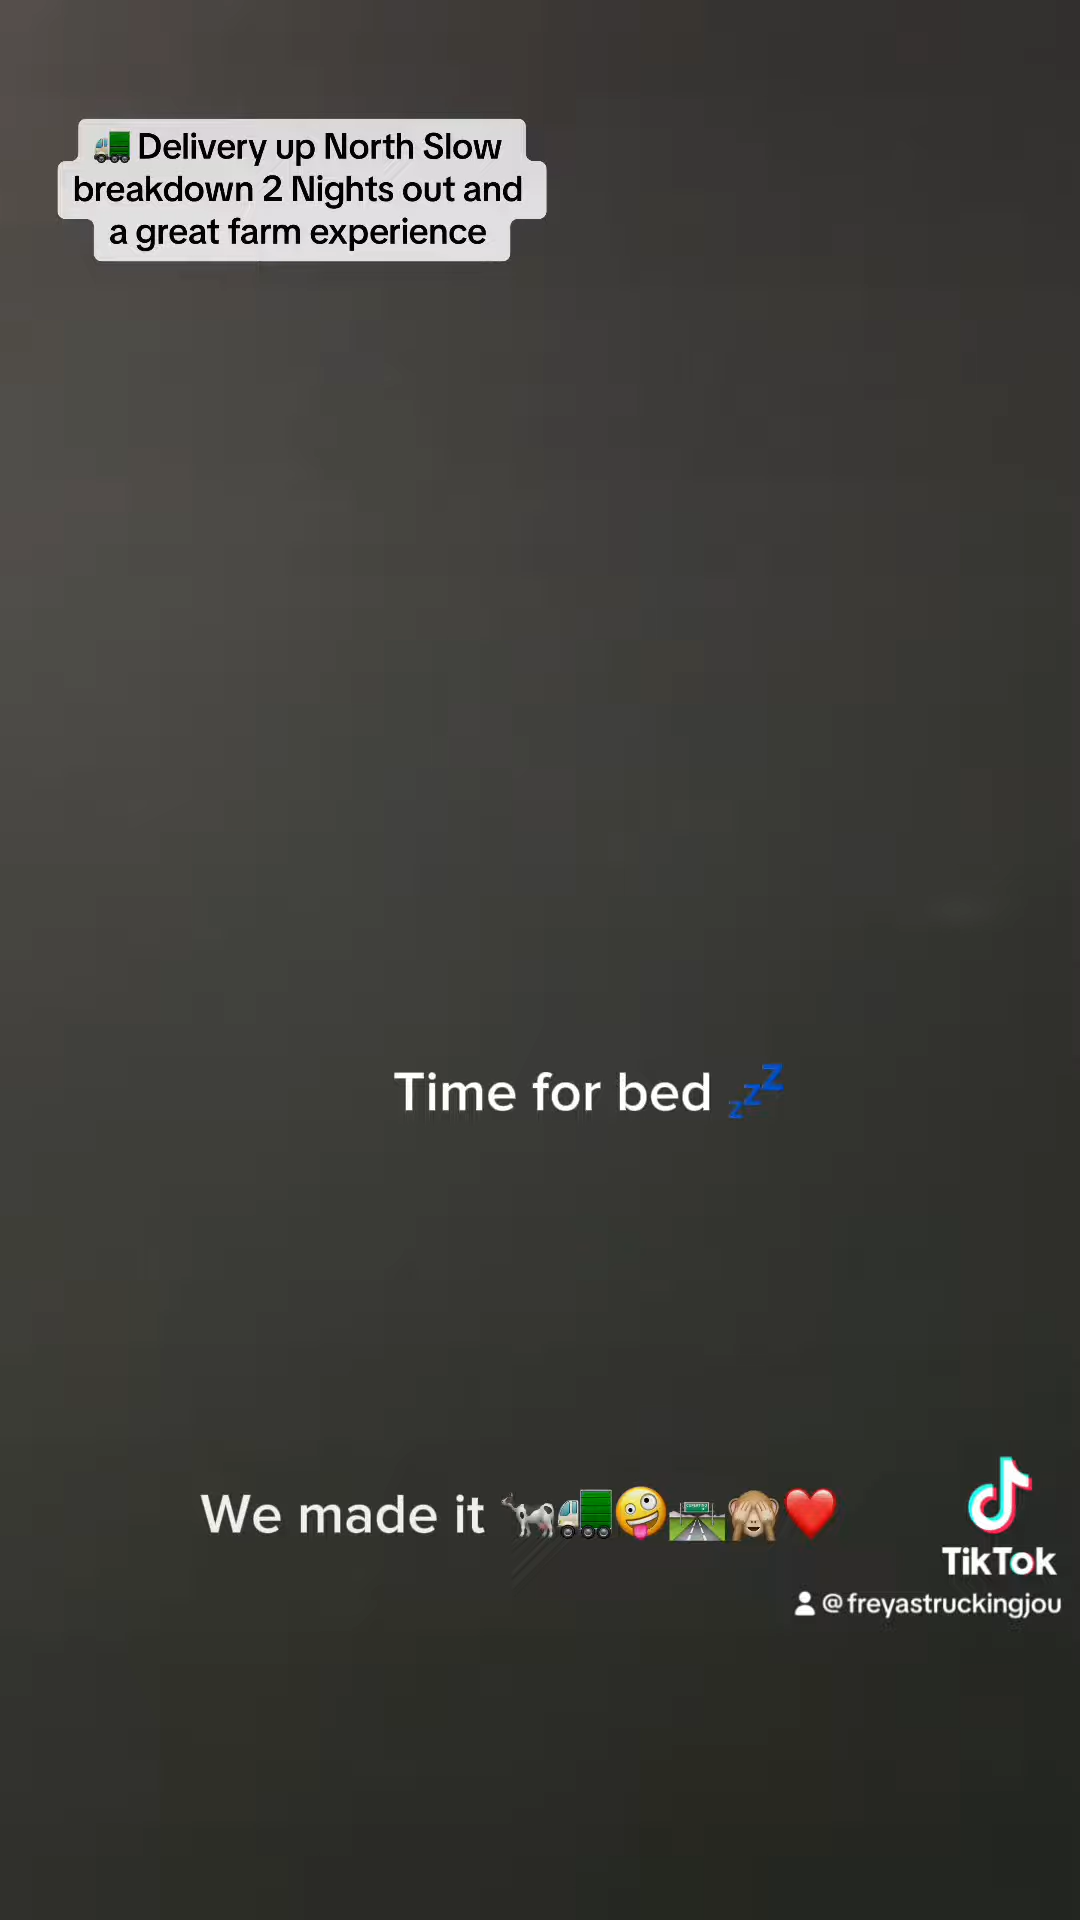 🚛 Delivery up North Slow
breakdown 2 Nights out and
a great farm experience
Time for bed 💤
We made it 🐄🚛🤪🛣️🙈❤️
TikTok
@freyastruckingjou